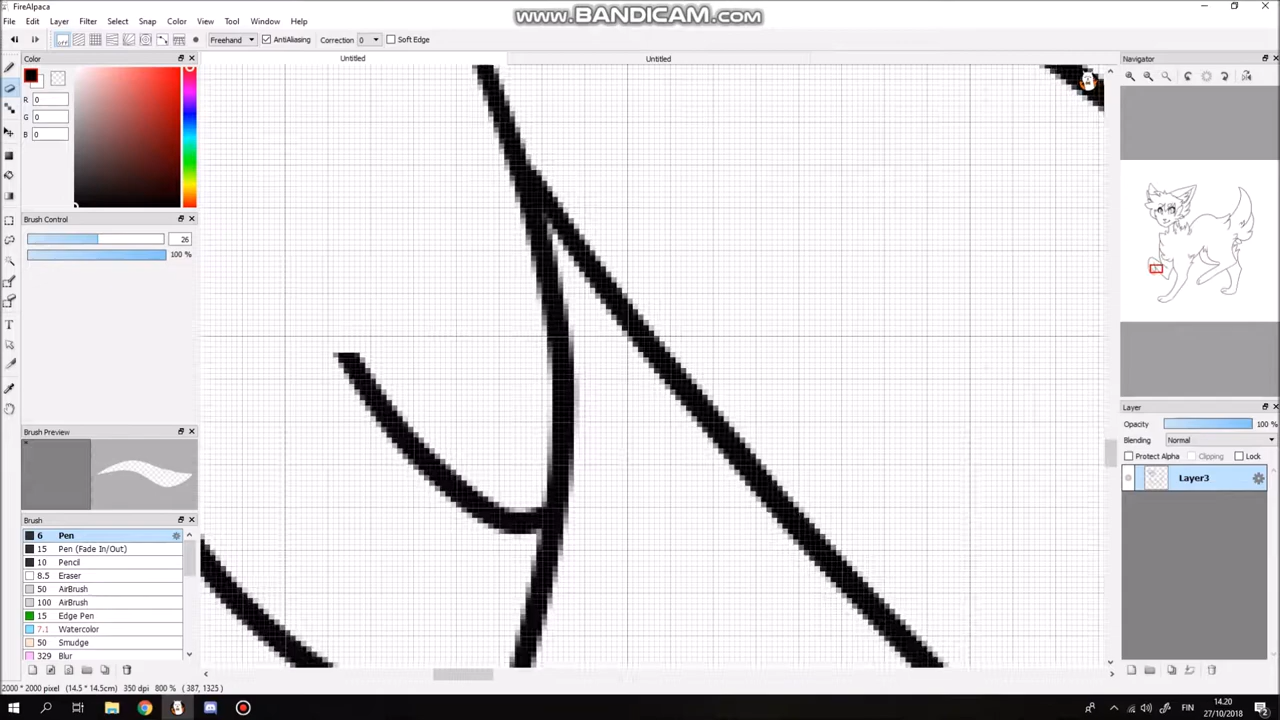 FireAlpaca
www.BANDICAM.com
File Edit Layer Filter Select Snap Color View Tool Window Help
Freehand AntiAliasing Correction 0 Soft Edge
Color
Untitled
Untitled
Navigator
R 0
G 0
B 0
Brush Control
26
100 %
Layer
Opacity 100 %
Blending Normal
Protect Alpha Clipping Lock
Layer3
Brush Preview
Brush
6 Pen
15 Pen (Fade In/Out)
10 Pencil
8.5 Eraser
50 AirBrush
100 AirBrush
15 Edge Pen
7.1 Watercolor
50 Smudge
329 Blur
2000 * 2000 pixel (14.5 * 14.5cm) 350 dpi 800 % ( 387, 1325 )
FIN
14.20
27/10/2018
2